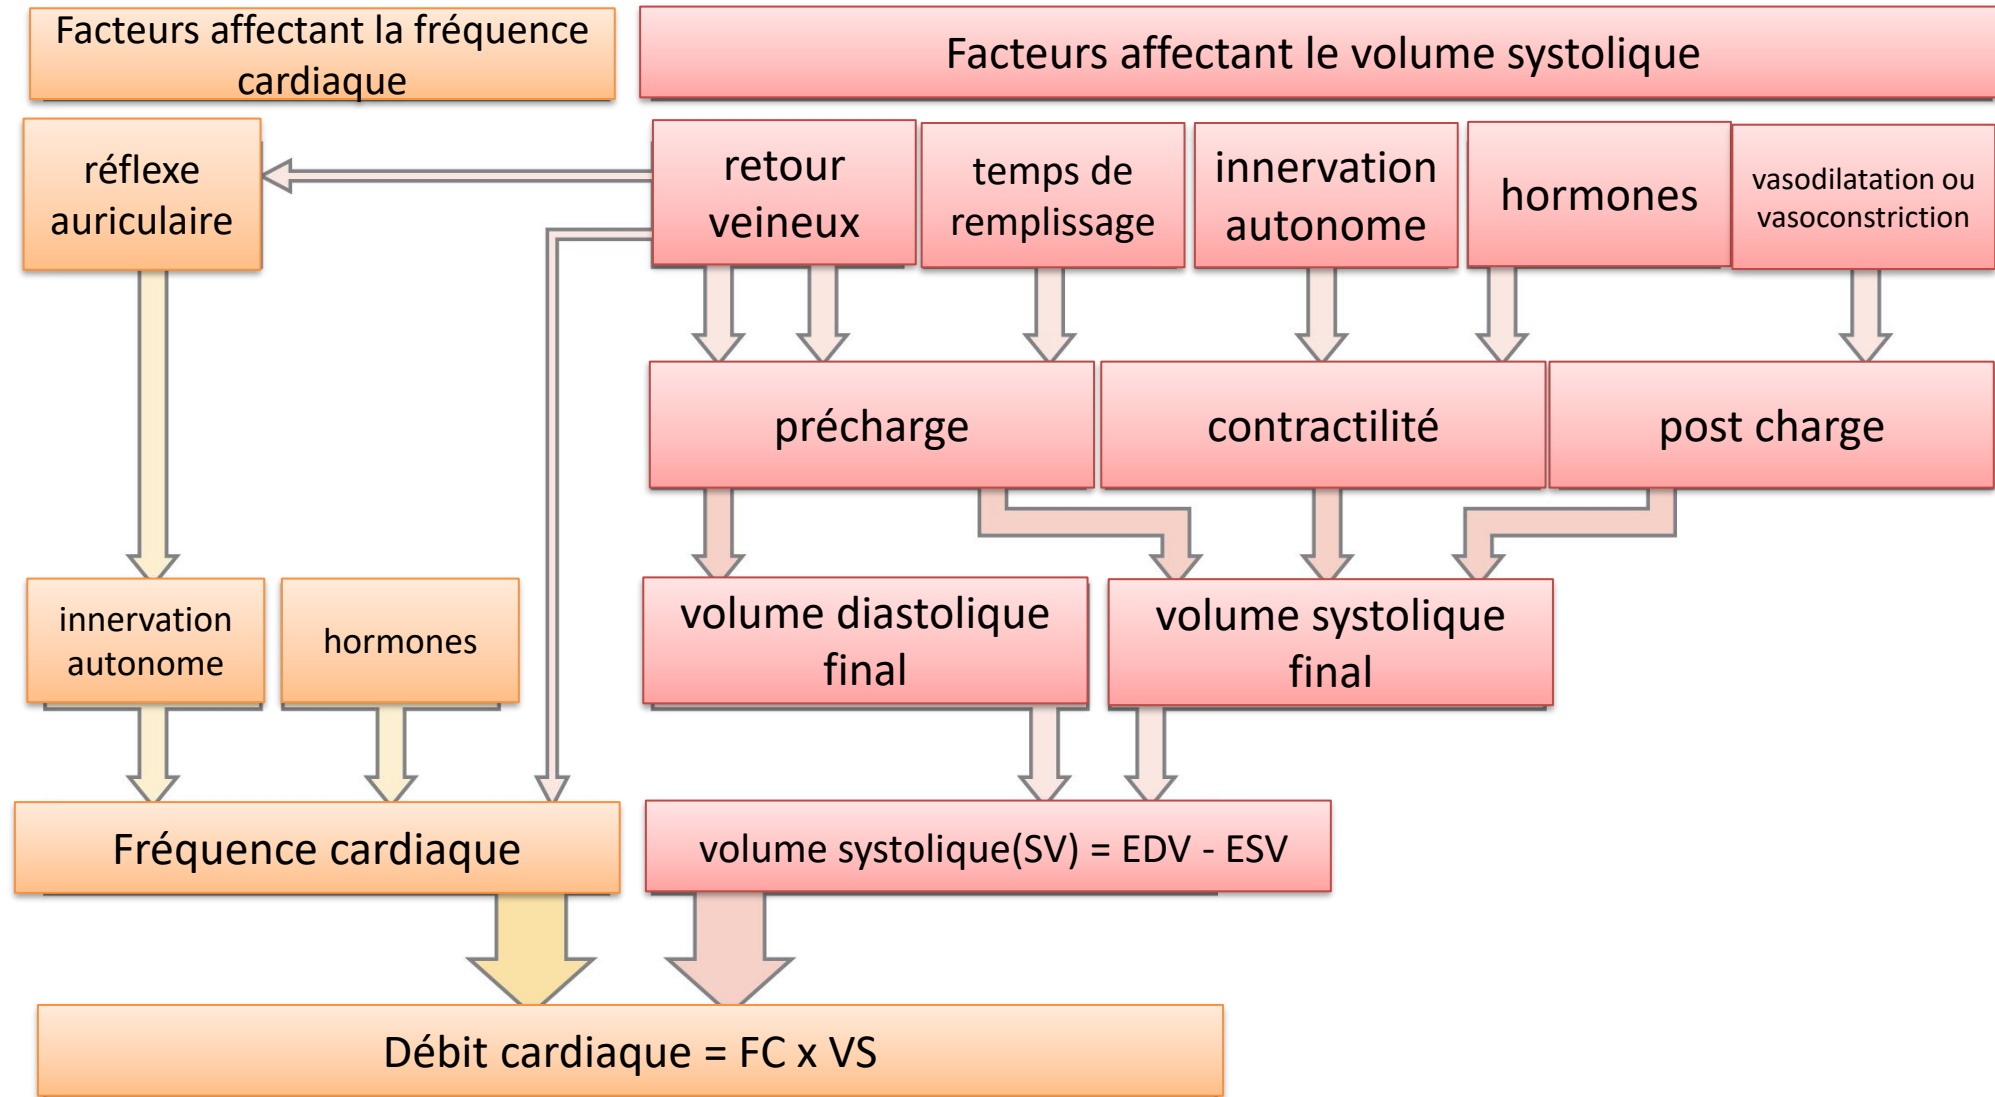 Facteurs affectant la fréquence
cardiaque
Facteurs affectant le volume systolique
réflexe
auriculaire
retour
veineux
temps de
remplissage
innervation
autonome
hormones
vasodilatation ou
vasoconstriction
précharge
contractilité
post charge
innervation
autonome
hormones
volume diastolique
final
volume systolique
final
Fréquence cardiaque
volume systolique(SV) = EDV - ESV
Débit cardiaque = FC x VS